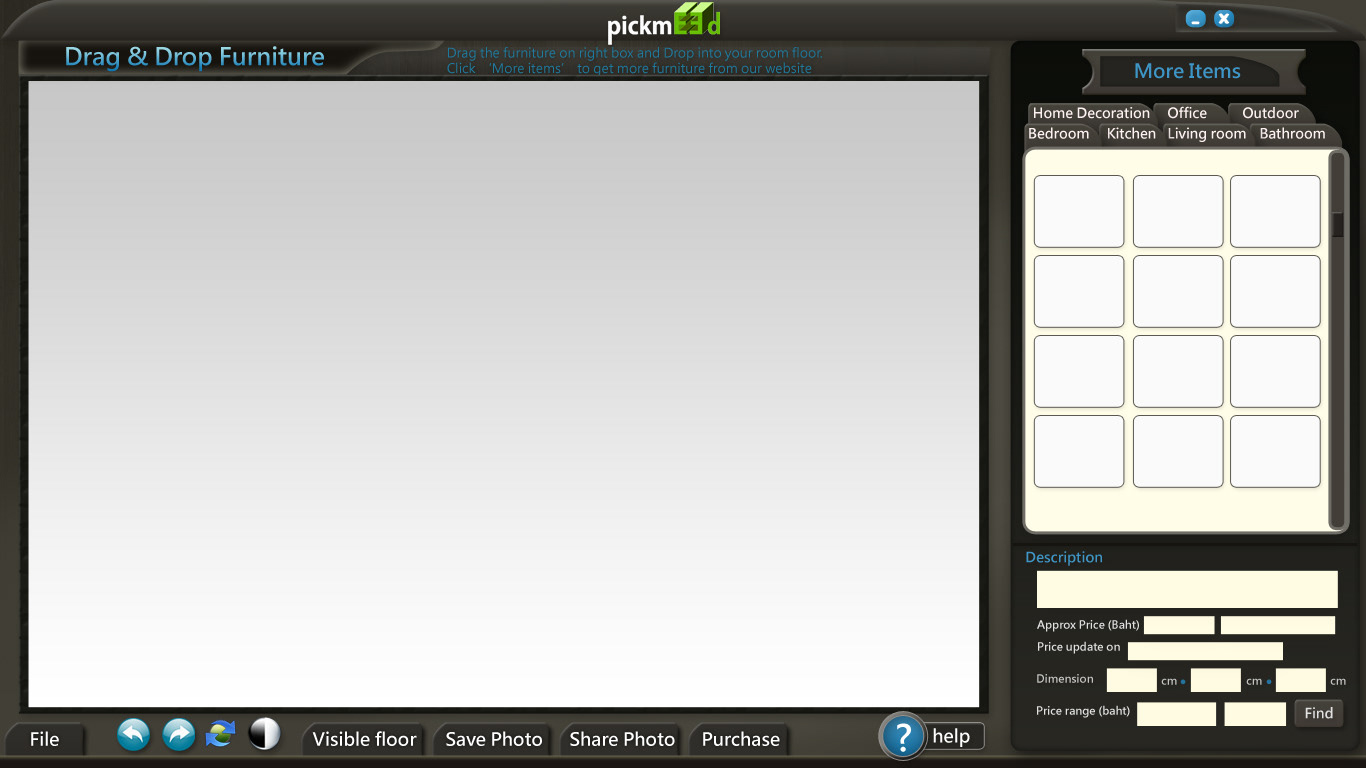 pickm d
Drag & Drop Furniture
Drag the furniture on right box and Drop into your room floor.
Click 'More items' to get more furniture from our website
More Items
Home Decoration Office Outdoor
Bedroom Kitchen Living room Bathroom
Description
Approx Price (Baht)
Price update on
Dimension cm • cm • cm
Price range (baht) Find
File Visible floor Save Photo Share Photo Purchase ? help